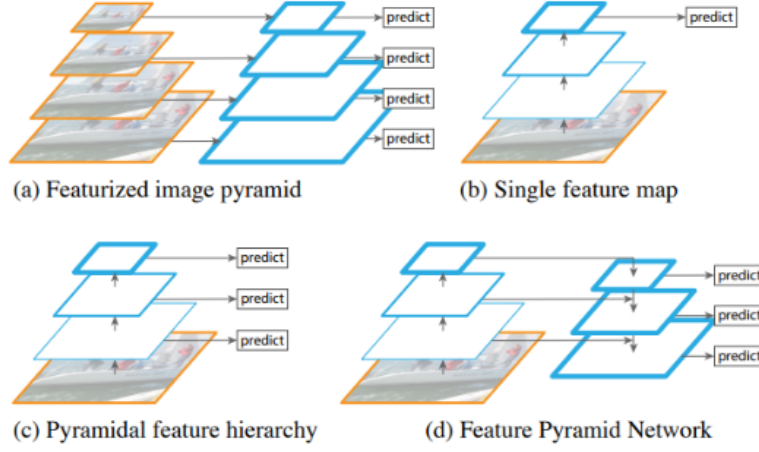 predict
predict
predict
predict
(a) Featurized image pyramid
predict
(b) Single feature map
predict
predict
predict
(c) Pyramidal feature hierarchy
predict
predict
predict
(d) Feature Pyramid Network